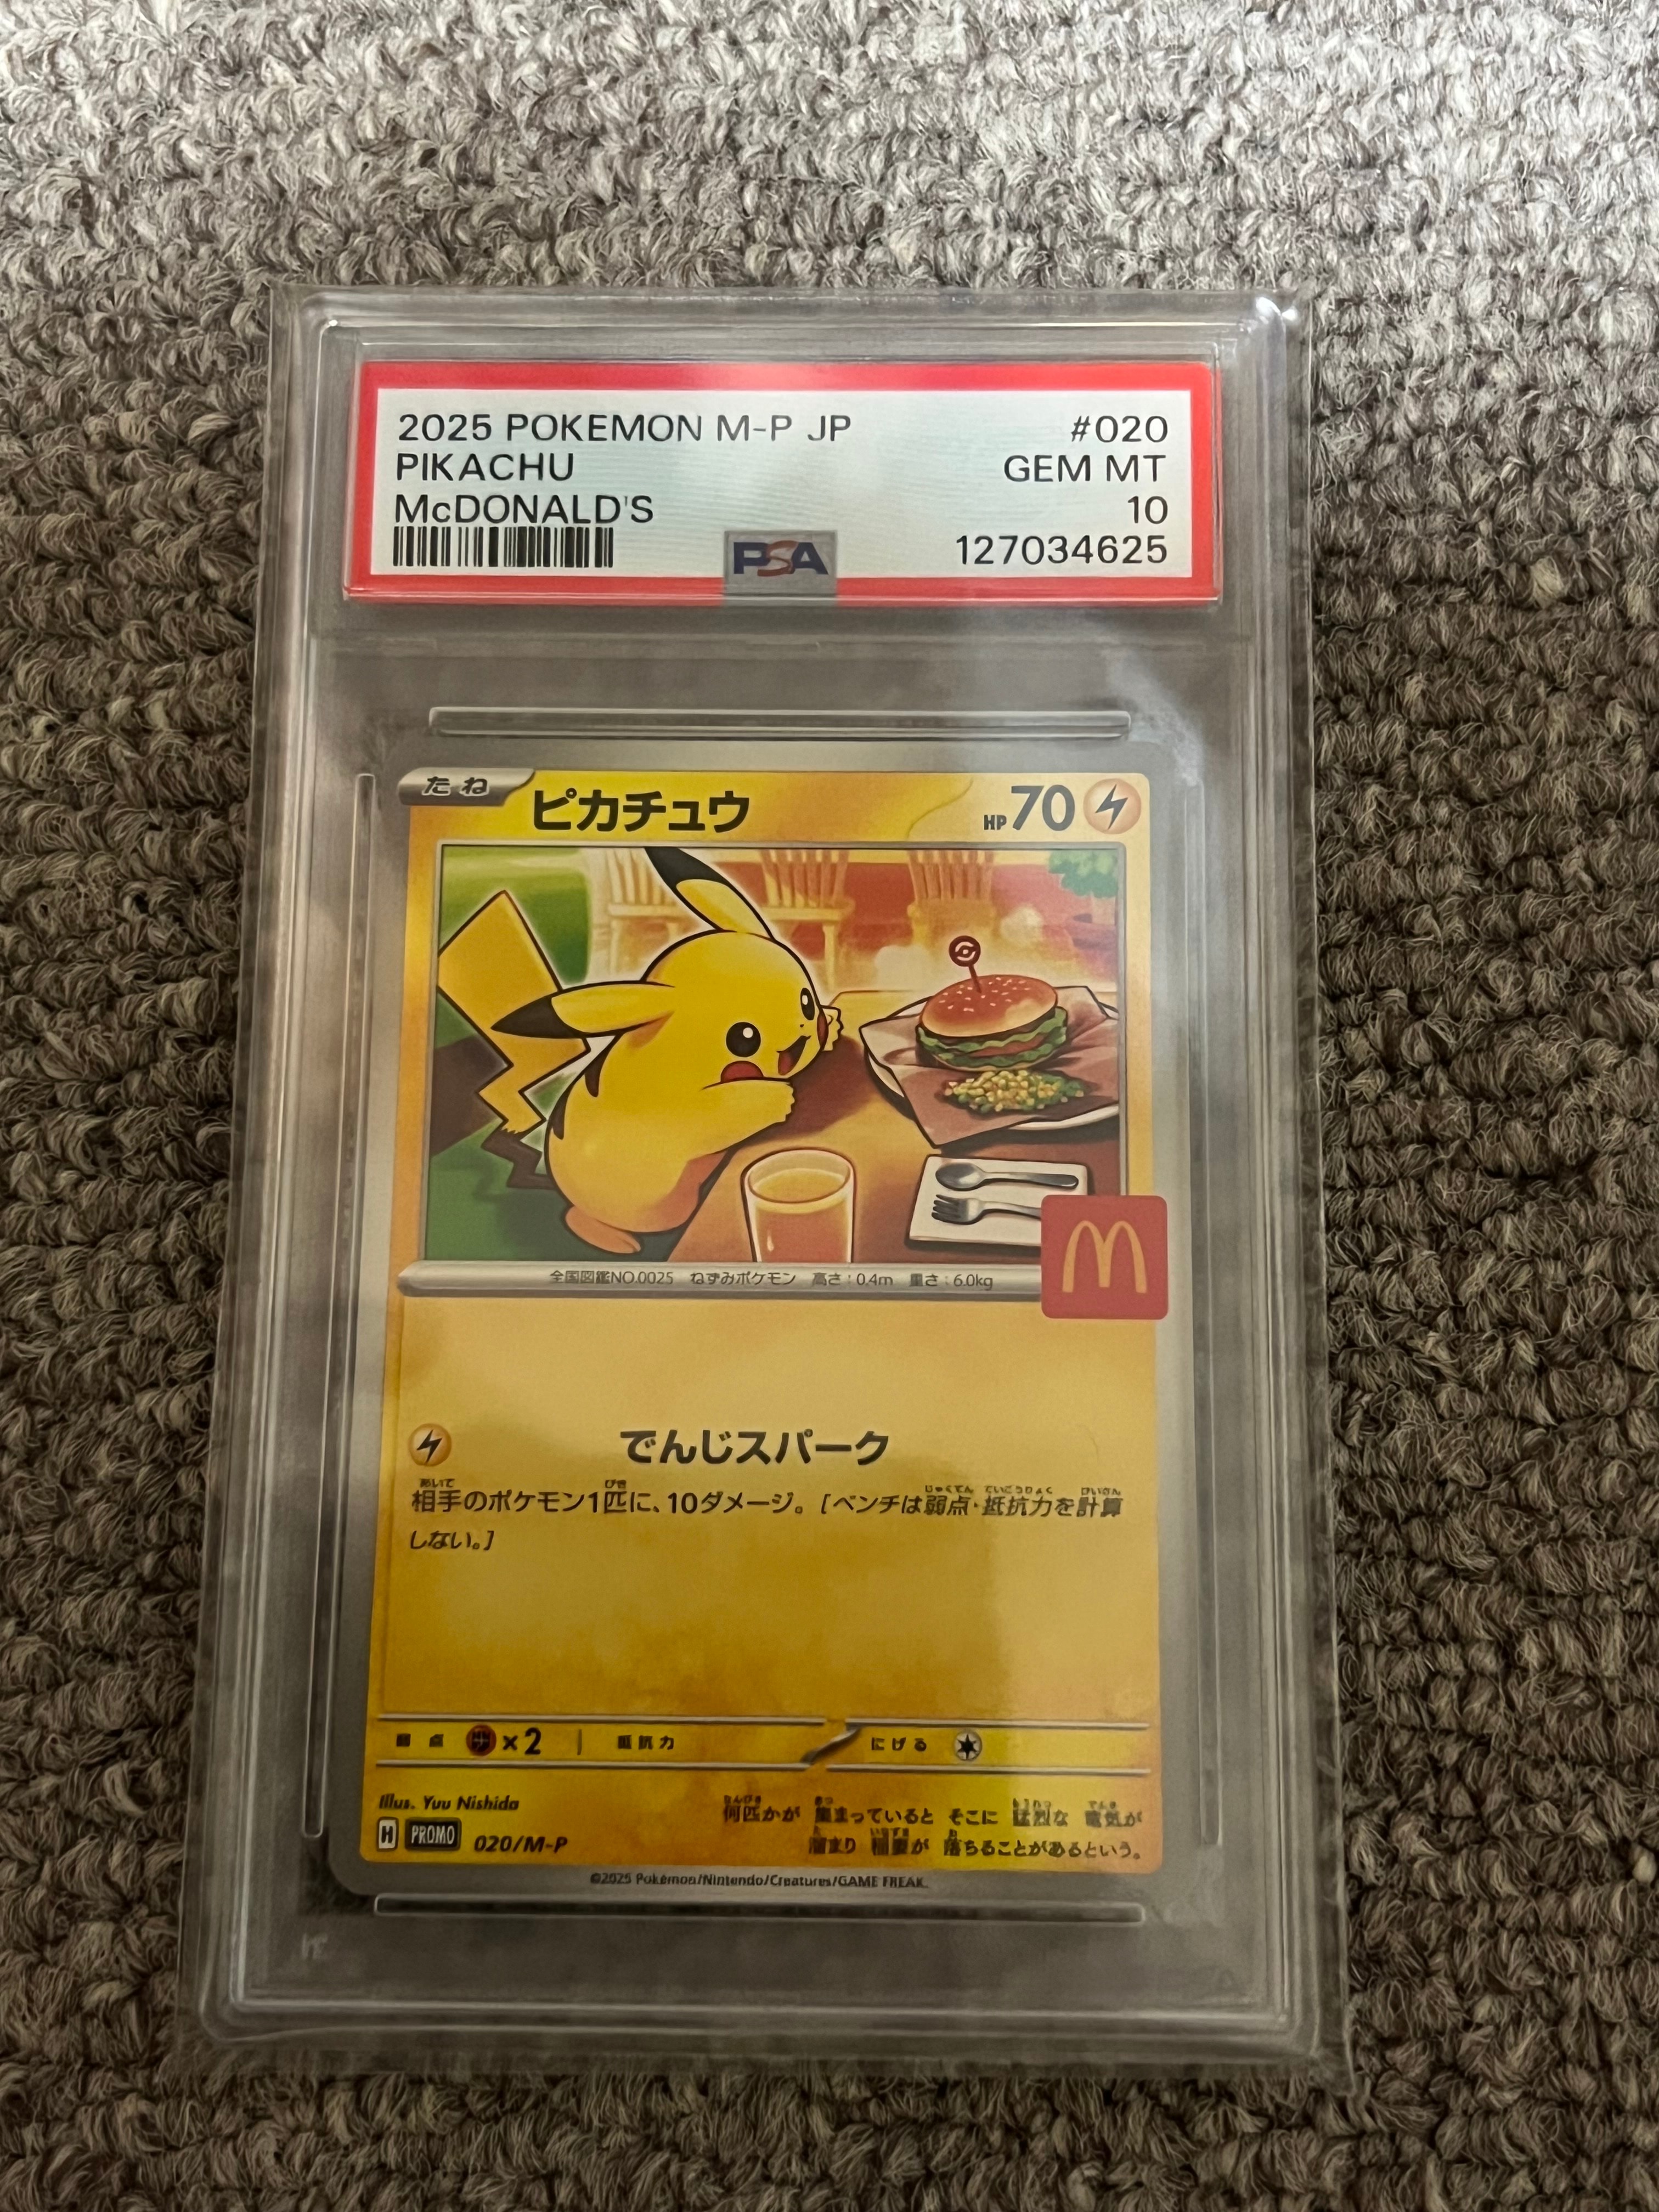 2025 POKEMON M-P JP #020
PIKACHU GEM MT
McDONALD'S 10
PSA 127034625
たね ピカチュウ HP70
全国図鑑NO.0025 ねずみポケモン 高さ:0.4m 重さ:6.0kg
でんじスパーク
相手のポケモン1匹に、10ダメージ。[ベンチは弱点・抵抗力を計算
しない。]
弱点 ×2 抵抗力 にげる
Illus. Yuu Nishida
何匹かが 集まっていると そこに 猛烈な 電気が
H PROMO 020/M-P
溜まり 稲妻が 落ちることがあるという。
©2025 Pokémon/Nintendo/Creatures/GAME FREAK.